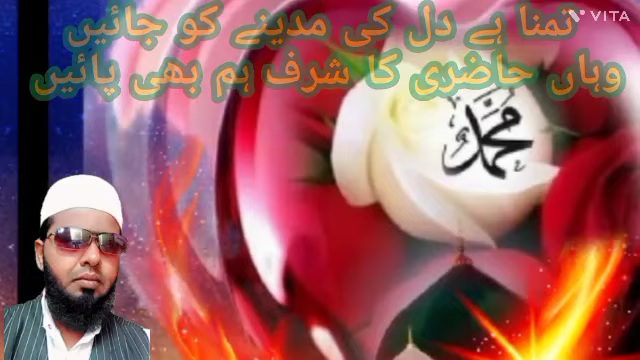 تمنا ہے دل کی مدینے کو جائیں
وہاں حاضری کا شرف ہم بھی پائیں
محمد
VITA